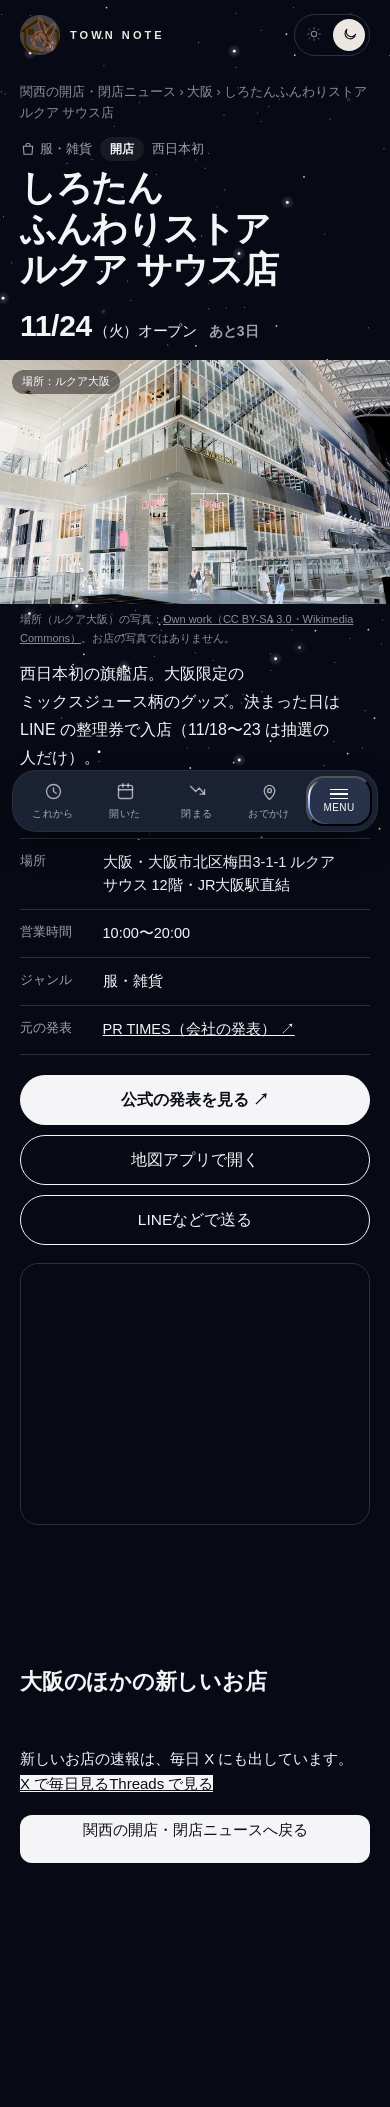 TOWN NOTE
関西の開店・閉店ニュース › 大阪 › しろたんふんわりストア
ルクア サウス店
服・雑貨 開店 西日本初
しろたん
ふんわりストア
ルクア サウス店
11/24（火）オープン あと3日
場所：ルクア大阪
場所（ルクア大阪）の写真：Own work（CC BY-SA 3.0・Wikimedia
Commons）。お店の写真ではありません。
西日本初の旗艦店。大阪限定の
ミックスジュース柄のグッズ。決まった日は
LINE の整理券で入店（11/18〜23 は抽選の
人だけ）。
これから 開いた 閉まる おでかけ MENU
場所 大阪・大阪市北区梅田3-1-1 ルクア
サウス 12階・JR大阪駅直結
営業時間 10:00〜20:00
ジャンル 服・雑貨
元の発表 PR TIMES（会社の発表） ↗
公式の発表を見る ↗
地図アプリで開く
LINEなどで送る
大阪のほかの新しいお店
新しいお店の速報は、毎日 X にも出しています。
X で毎日見るThreads で見る
関西の開店・閉店ニュースへ戻る